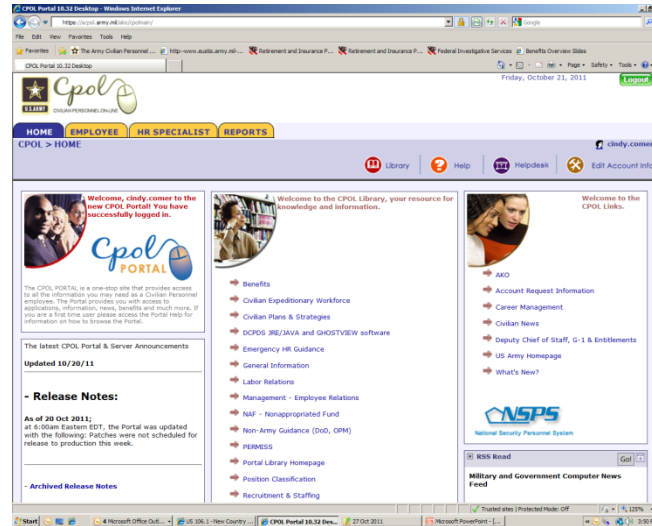 CPOL Portal 10.32 Desktop - Windows Internet Explorer
https://acpol.army.mil/ako/cpolmain/
Google
File Edit View Favorites Tools Help
Favorites The Army Civilian Personnel ... Retirement and Insurance P... Retirement and Insurance P... Federal Investigative Services Benefits Overview Slides
CPOL Portal 10.32 Desktop
Page Safety Tools
Friday, October 21, 2011
Logout
U.S.ARMY
Cpol
CIVILIAN PERSONNEL ON-LINE
HOME EMPLOYEE HR SPECIALIST REPORTS
CPOL > HOME
cindy.comer
Library Help Helpdesk Edit Account Info
Welcome, cindy.comer to the
new CPOL Portal! You have
successfully logged in.
Cpol
PORTAL
The CPOL PORTAL is a one-stop site that provides access
to all the information you may need as a Civilian Personnel
employee. The Portal provides you with access to
applications, information, news, benefits and much more. If
you are a first time user please access the Portal Help for
information on how to browse the Portal.
The latest CPOL Portal & Server Announcements
Updated 10/20/11
- Release Notes:
As of 20 Oct 2011;
at 6:00am Eastern EDT, the Portal was updated
with the following: Patches were not scheduled for
release to production this week.
- Archived Release Notes
Welcome to the CPOL Library, your resource for
knowledge and information.
Benefits
Civilian Expeditionary Workforce
Civilian Plans & Strategies
DCPDS JRE/JAVA and GHOSTVIEW software
Emergency HR Guidance
General Information
Labor Relations
Management - Employee Relations
NAF - Nonappropriated Fund
Non-Army Guidance (DoD, OPM)
PERMISS
Portal Library Homepage
Position Classification
Recruitment & Staffing
Welcome to the
CPOL Links.
AKO
Account Request Information
Career Management
Civilian News
Deputy Chief of Staff, G-1 & Entitlements
US Army Homepage
What's New?
NSPS
National Security Personnel System
RSS Read
Go!
Military and Government Computer News
Feed
Trusted sites | Protected Mode: Off
125%
Start
4 Microsoft Office Outl...
US 106.1 - New Country ...
CPOL Portal 10.32 Des...
27 Oct 2011
Microsoft PowerPoint - [...